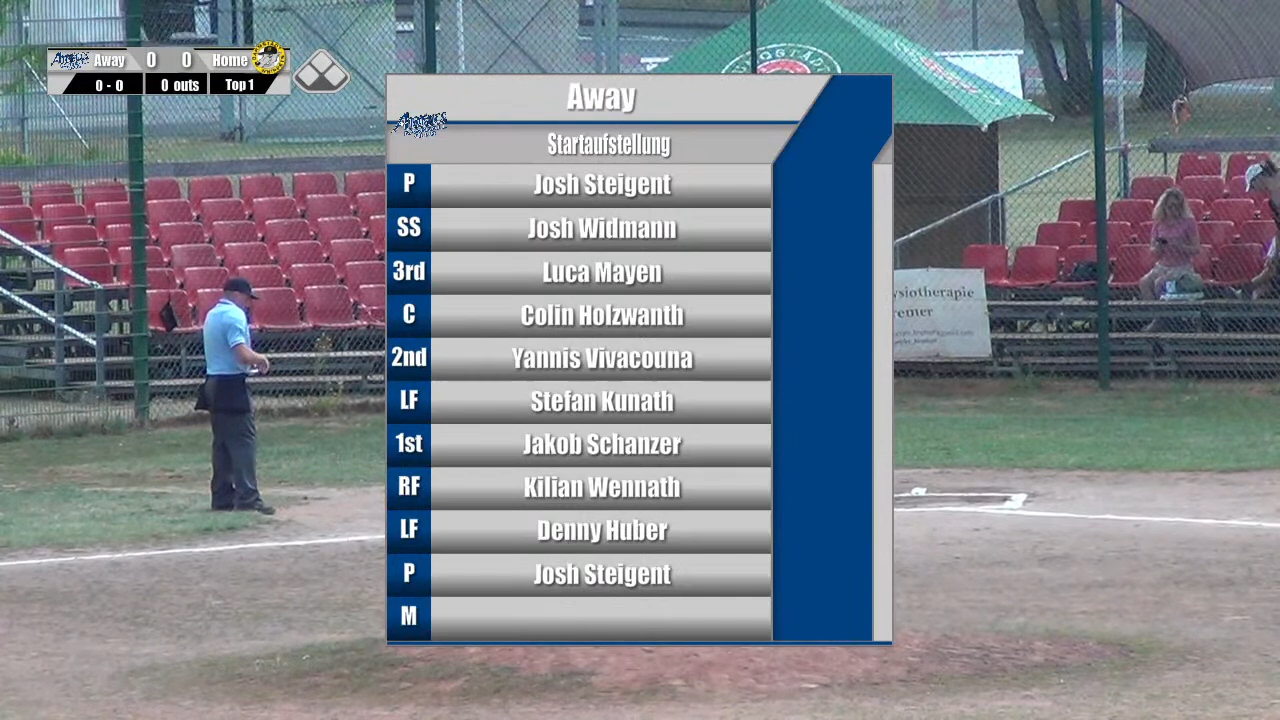 Away 0 0 Home
0 - 0 0 outs Top 1
Away
Startaufstellung
P Josh Steigent
SS Josh Widmann
3rd Luca Mayen
C Colin Holzwanth
2nd Yannis Vivacouna
LF Stefan Kunath
1st Jakob Schanzer
RF Kilian Wennath
LF Denny Huber
P Josh Steigent
M